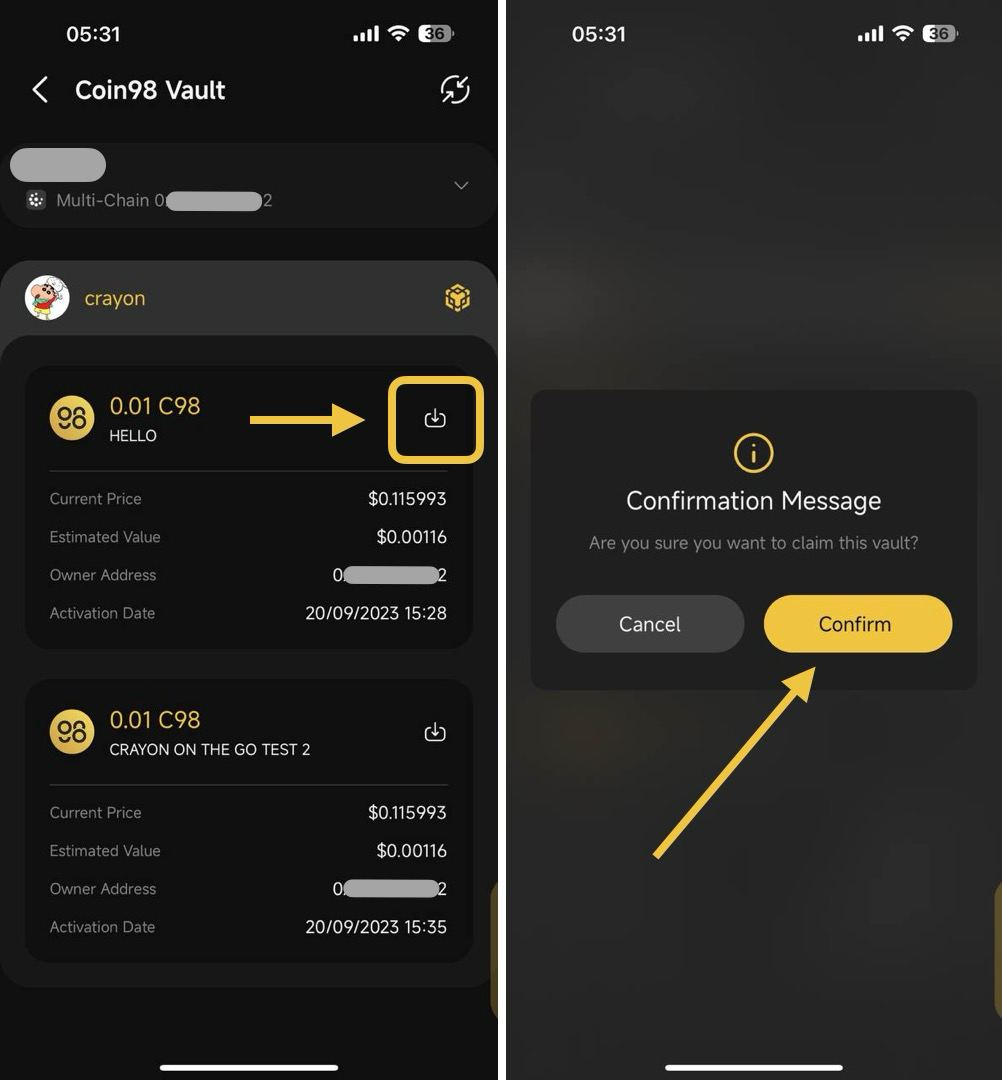 05:31
36
Coin98 Vault
Multi-Chain 0 2
crayon
98
0.01 C98
HELLO
Current Price $0.115993
Estimated Value $0.00116
Owner Address 0 2
Activation Date 20/09/2023 15:28
98
0.01 C98
CRAYON ON THE GO TEST 2
Current Price $0.115993
Estimated Value $0.00116
Owner Address 0 2
Activation Date 20/09/2023 15:35
05:31
36
Confirmation Message
Are you sure you want to claim this vault?
Cancel
Confirm